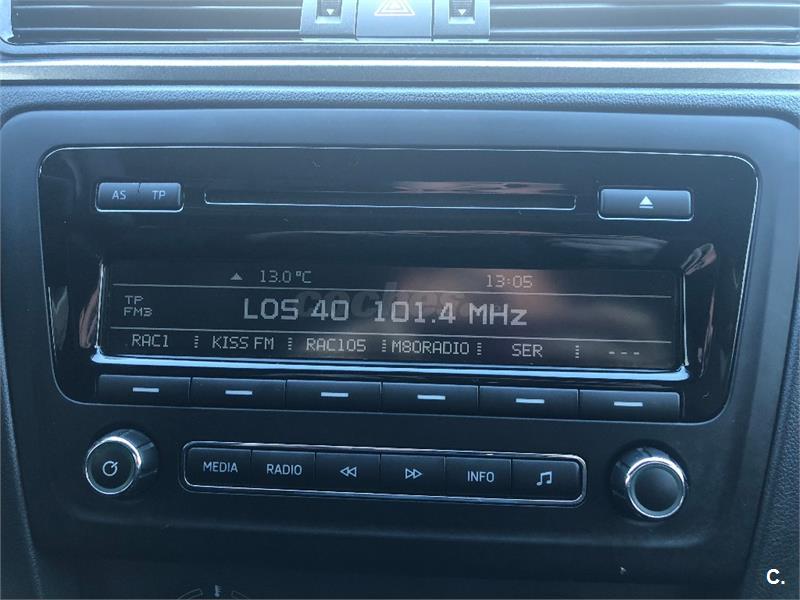 AS TP
13.0 °C 13:05
TP
FM3
LOS 40 101.4 MHz
RAC1 KISS FM RAC105 M80RADIO SER ---
MEDIA RADIO INFO
coches
C.